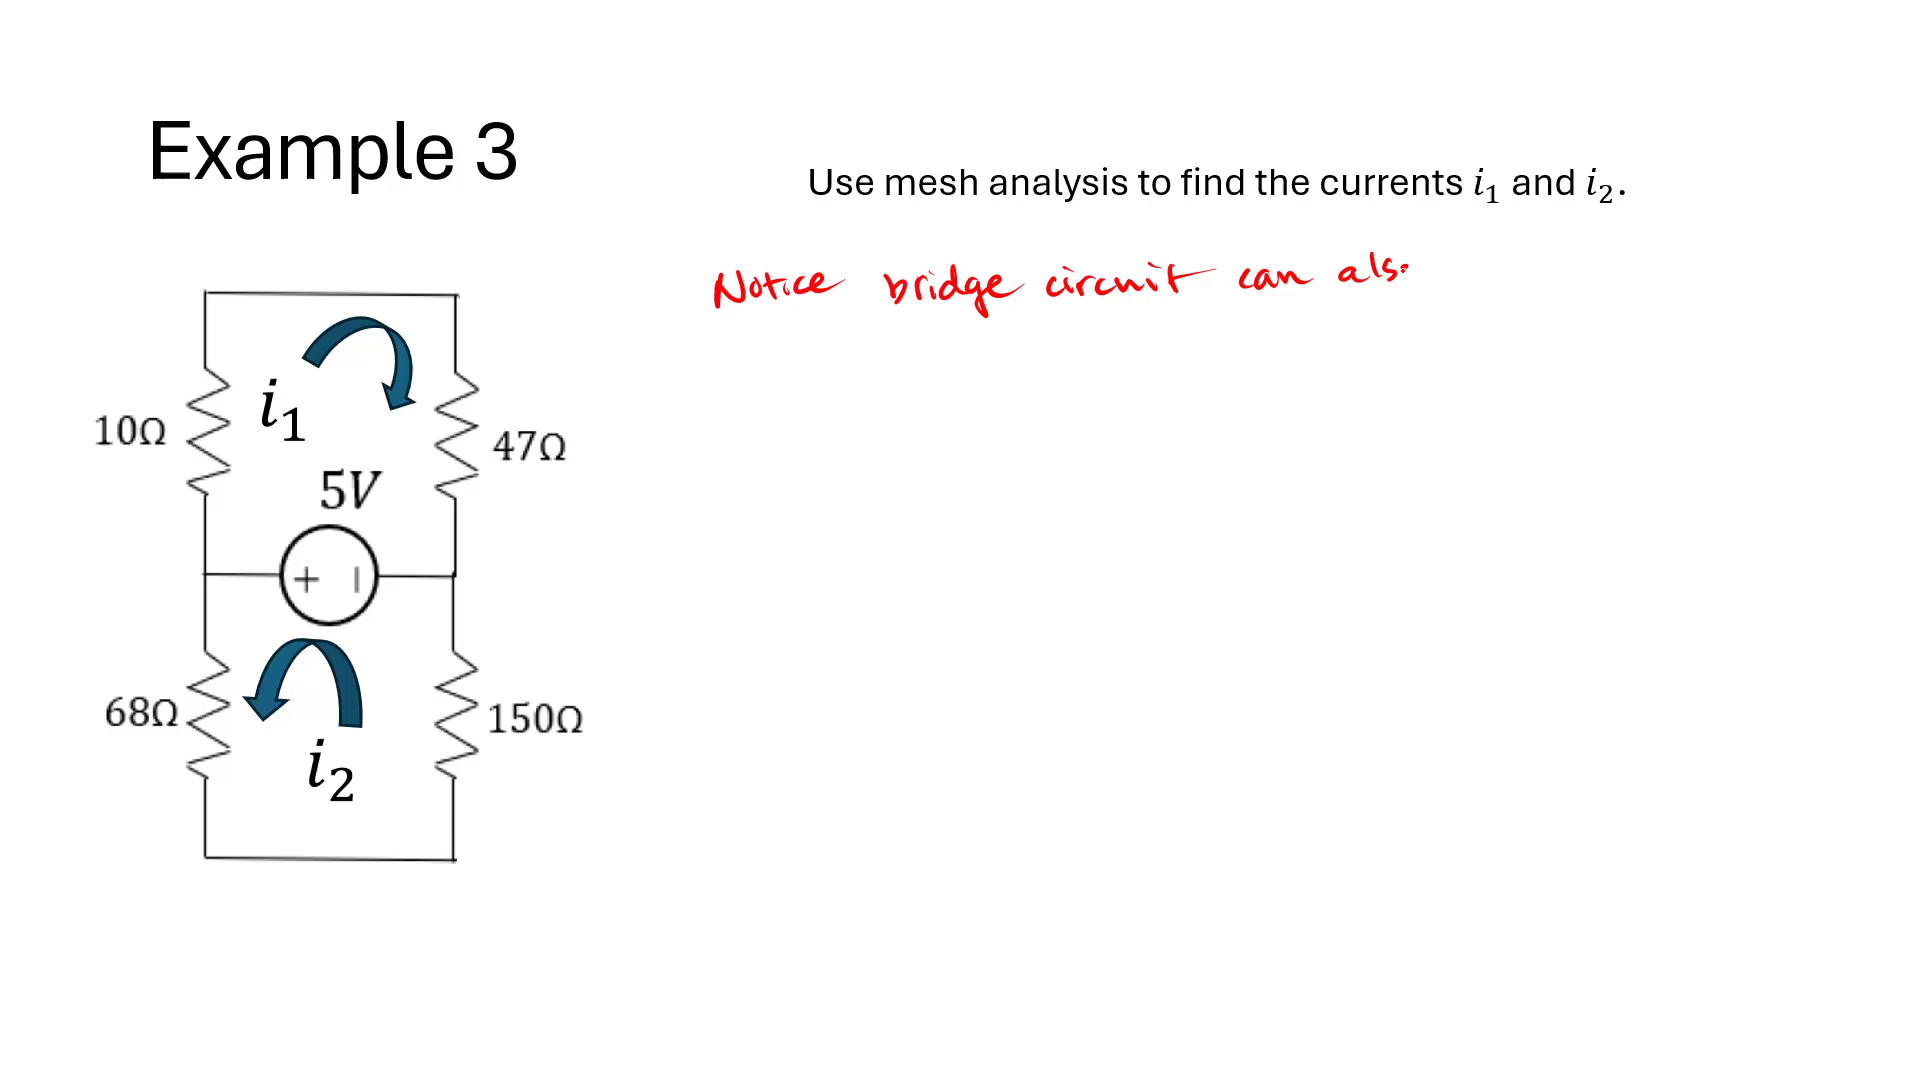 Example 3
Use mesh analysis to find the currents i₁ and i₂.
Notice bridge circuit can als
i₁
10Ω
47Ω
5V
+ |
68Ω
150Ω
i₂